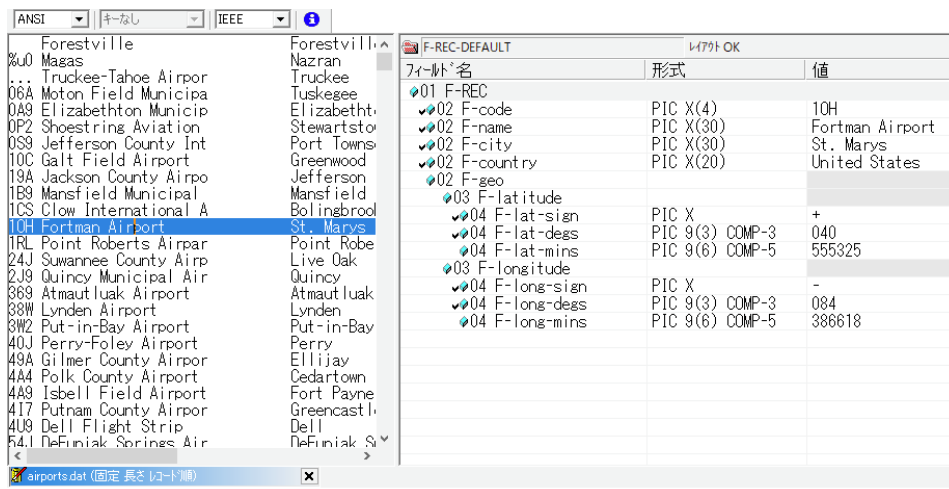 ANSI キーなし IEEE
Forestville Forestvill
%u0 Magas Nazran
... Truckee-Tahoe Airpor Truckee
06A Moton Field Municipa Tuskegee
0A9 Elizabethton Municip Elizabetht
0P2 Shoestring Aviation Stewartsto
0S9 Jefferson County Int Port Towns
10C Galt Field Airport Greenwood
19A Jackson County Airpo Jefferson
1B9 Mansfield Municipal Mansfield
1CS Clow International A Bolingbrook
10H Fortman Airport St. Marys
1RL Point Roberts Airpar Point Robe
24J Suwannee County Airp Live Oak
2J9 Quincy Municipal Air Quincy
369 Atmautluak Airport Atmautluak
38W Lynden Airport Lynden
3W2 Put-in-Bay Airport Put-in-Bay
40J Perry-Foley Airport Perry
49A Gilmer County Airpor Ellijay
4A4 Polk County Airport Cedartown
4A9 Isbell Field Airport Fort Payne
4I7 Putnam County Airpor Greencastl
4U9 Dell Flight Strip Dell
54J DeFuniak Springs Air DeFuniak S
airports.dat (固定 長さ レコード順)
F-REC-DEFAULT レイアウト OK
フィールド名 形式 値
01 F-REC
02 F-code PIC X(4) 10H
02 F-name PIC X(30) Fortman Airport
02 F-city PIC X(30) St. Marys
02 F-country PIC X(20) United States
02 F-geo
03 F-latitude
04 F-lat-sign PIC X +
04 F-lat-degs PIC 9(3) COMP-3 040
04 F-lat-mins PIC 9(6) COMP-5 555325
03 F-longitude
04 F-long-sign PIC X -
04 F-long-degs PIC 9(3) COMP-3 084
04 F-long-mins PIC 9(6) COMP-5 386618